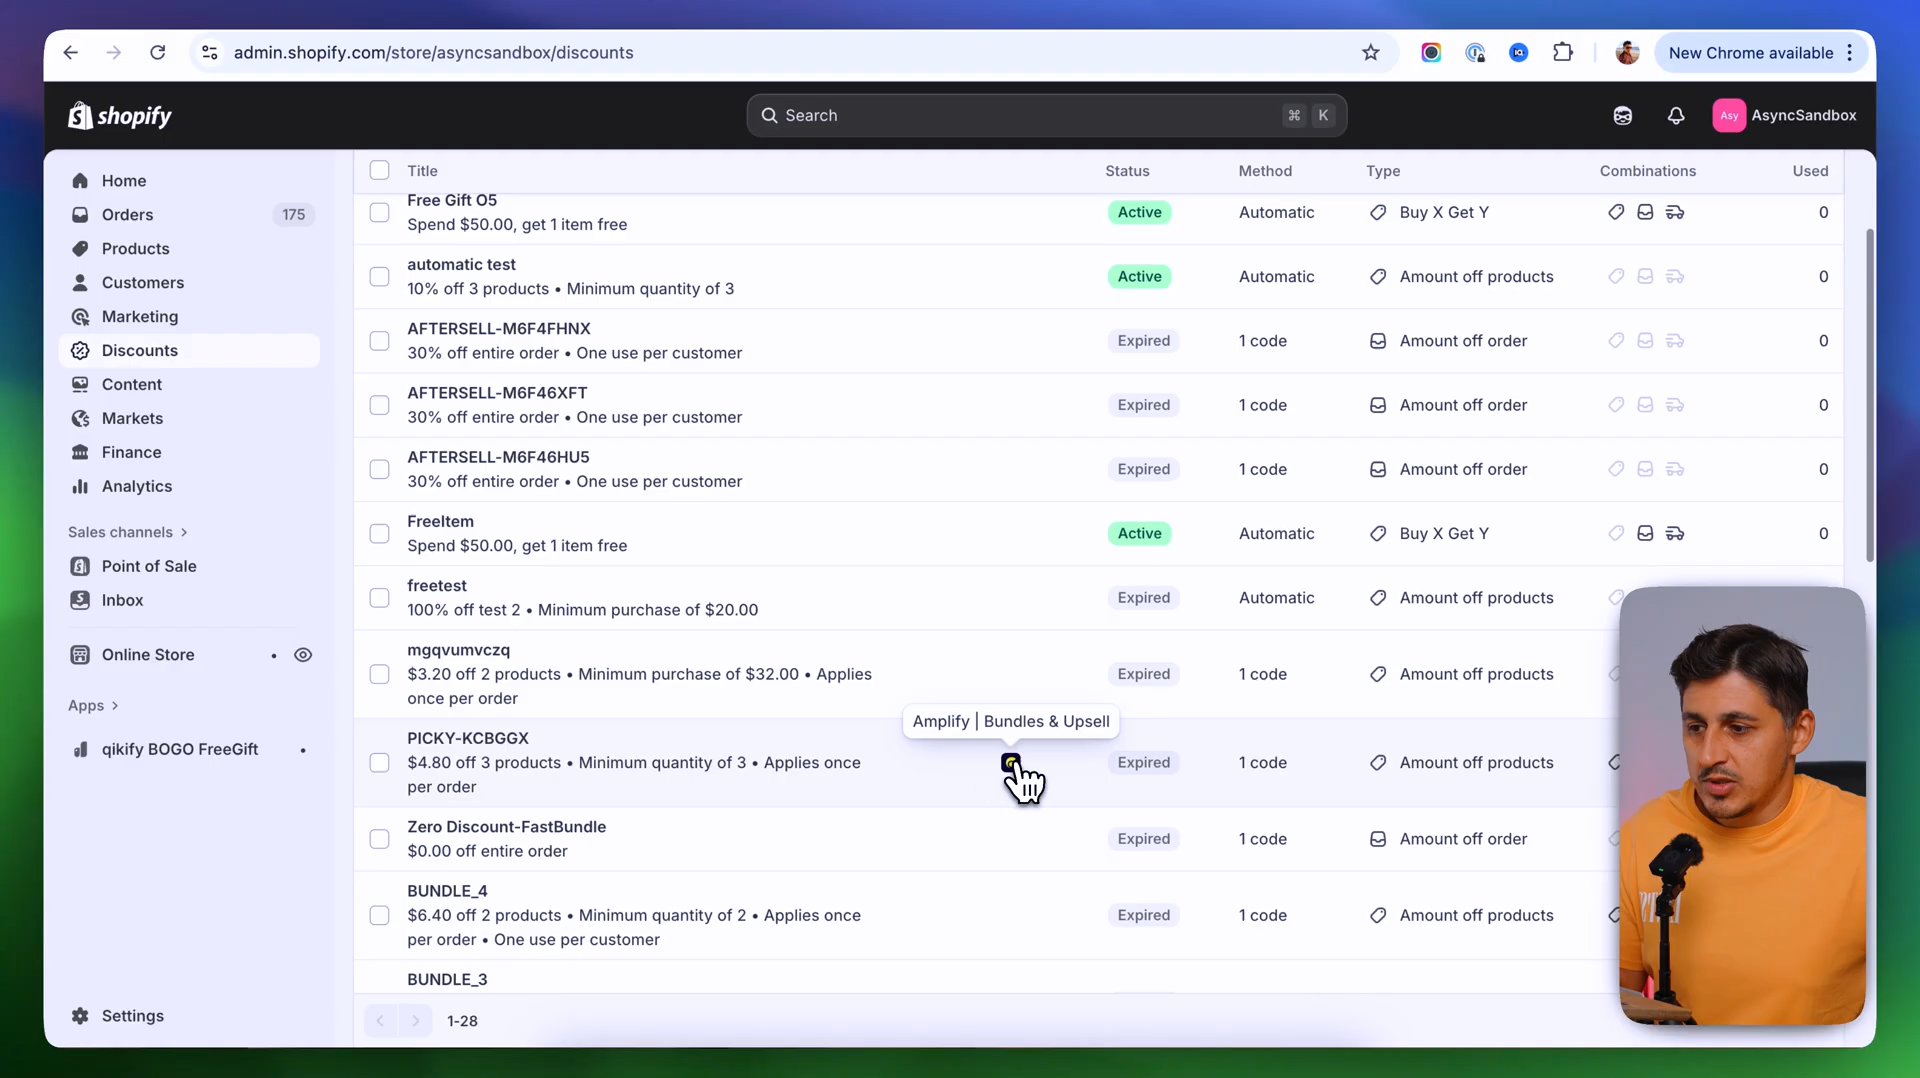 admin.shopify.com/store/asyncsandbox/discounts
New Chrome available
shopify
Search
⌘ K
Asy
AsyncSandbox
Home
Orders
175
Products
Customers
Marketing
Discounts
Content
Markets
Finance
Analytics
Sales channels
Point of Sale
Inbox
Online Store
Apps
qikify BOGO FreeGift
Settings
Title Status Method Type Combinations Used
Free Gift O5
Spend $50.00, get 1 item free
Active Automatic Buy X Get Y 0
automatic test
10% off 3 products • Minimum quantity of 3
Active Automatic Amount off products 0
AFTERSELL-M6F4FHNX
30% off entire order • One use per customer
Expired 1 code Amount off order 0
AFTERSELL-M6F46XFT
30% off entire order • One use per customer
Expired 1 code Amount off order 0
AFTERSELL-M6F46HU5
30% off entire order • One use per customer
Expired 1 code Amount off order 0
FreeItem
Spend $50.00, get 1 item free
Active Automatic Buy X Get Y 0
freetest
100% off test 2 • Minimum purchase of $20.00
Expired Automatic Amount off products
mgqvumvczq
$3.20 off 2 products • Minimum purchase of $32.00 • Applies
once per order
Expired 1 code Amount off products
Amplify | Bundles & Upsell
PICKY-KCBGGX
$4.80 off 3 products • Minimum quantity of 3 • Applies once
per order
Expired 1 code Amount off products
Zero Discount-FastBundle
$0.00 off entire order
Expired 1 code Amount off order
BUNDLE_4
$6.40 off 2 products • Minimum quantity of 2 • Applies once
per order • One use per customer
Expired 1 code Amount off products
BUNDLE_3
1-28